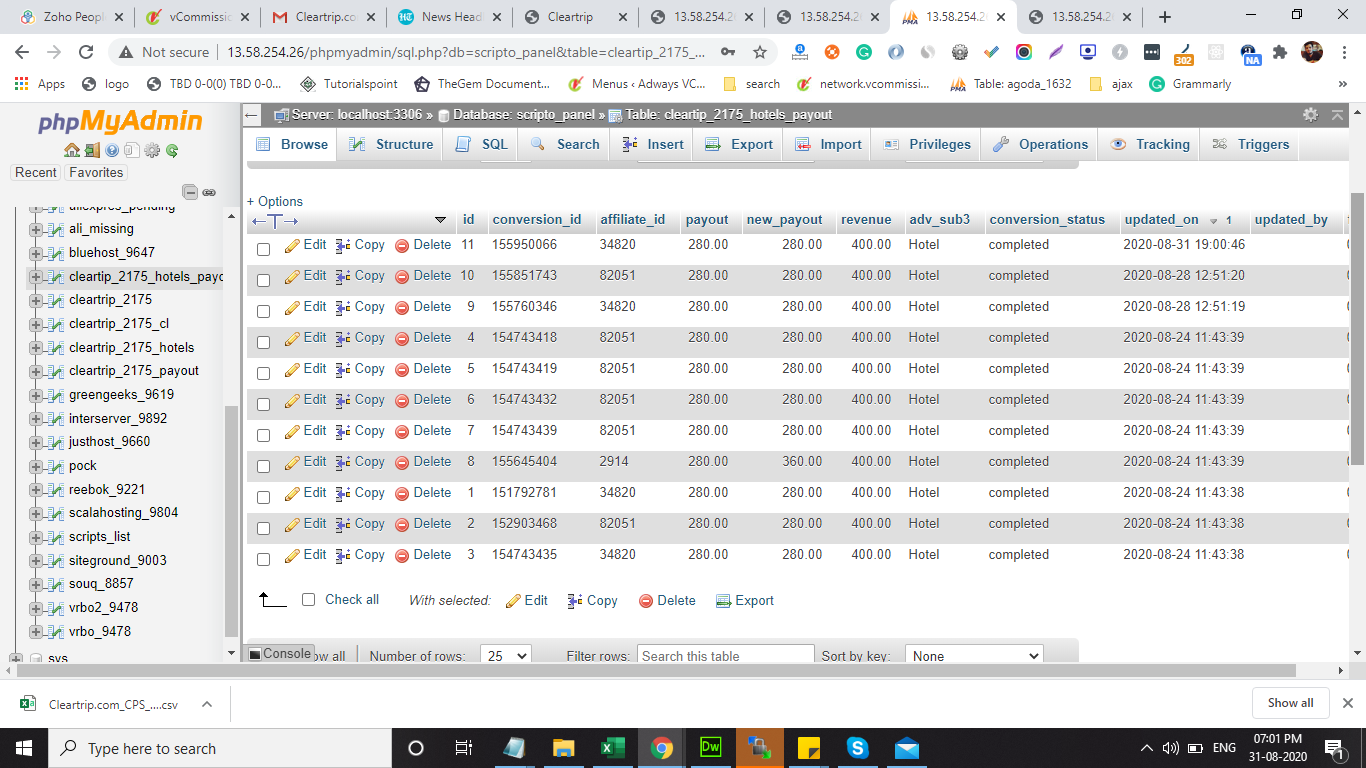 Zoho Peopl
vCommissio
Gmail Cleartrip.co
News Head
Cleartrip
13.58.254.2
13.58.254.2
13.58.254.2
13.58.254.2
Not secure 13.58.254.26/phpmyadmin/sql.php?db=scripto_panel&table=cleartip_2175_...
302
NA
Apps logo TBD 0-0(0) TBD 0-0... Tutorialspoint TheGem Document... Menus ‹ Adways VC... search network.vcommissi... Table: agoda_1632 ajax Grammarly »
phpMyAdmin
Recent Favorites
aliexpres_pending
ali_missing
bluehost_9647
cleartip_2175_hotels_payo
cleartrip_2175
cleartrip_2175_cl
cleartrip_2175_hotels
cleartrip_2175_payout
greengeeks_9619
interserver_9892
justhost_9660
pock
reebok_9221
scalahosting_9804
scripts_list
siteground_9003
souq_8857
vrbo2_9478
vrbo_9478
sys
Server: localhost:3306 » Database: scripto_panel » Table: cleartip_2175_hotels_payout
Browse Structure SQL Search Insert Export Import Privileges Operations Tracking Triggers
+ Options
←T→ id conversion_id affiliate_id payout new_payout revenue adv_sub3 conversion_status updated_on 1 updated_by
Edit Copy Delete 11 155950066 34820 280.00 280.00 400.00 Hotel completed 2020-08-31 19:00:46
Edit Copy Delete 10 155851743 82051 280.00 280.00 400.00 Hotel completed 2020-08-28 12:51:20
Edit Copy Delete 9 155760346 34820 280.00 280.00 400.00 Hotel completed 2020-08-28 12:51:19
Edit Copy Delete 4 154743418 82051 280.00 280.00 400.00 Hotel completed 2020-08-24 11:43:39
Edit Copy Delete 5 154743419 82051 280.00 280.00 400.00 Hotel completed 2020-08-24 11:43:39
Edit Copy Delete 6 154743432 82051 280.00 280.00 400.00 Hotel completed 2020-08-24 11:43:39
Edit Copy Delete 7 154743439 82051 280.00 280.00 400.00 Hotel completed 2020-08-24 11:43:39
Edit Copy Delete 8 155645404 2914 280.00 360.00 400.00 Hotel completed 2020-08-24 11:43:39
Edit Copy Delete 1 151792781 34820 280.00 280.00 400.00 Hotel completed 2020-08-24 11:43:38
Edit Copy Delete 2 152903468 82051 280.00 280.00 400.00 Hotel completed 2020-08-24 11:43:38
Edit Copy Delete 3 154743435 34820 280.00 280.00 400.00 Hotel completed 2020-08-24 11:43:38
Check all With selected: Edit Copy Delete Export
Console ow all Number of rows: 25 Filter rows: Search this table Sort by key: None
Cleartrip.com_CPS_....csv
Show all
Type here to search
ENG
07:01 PM
31-08-2020
1